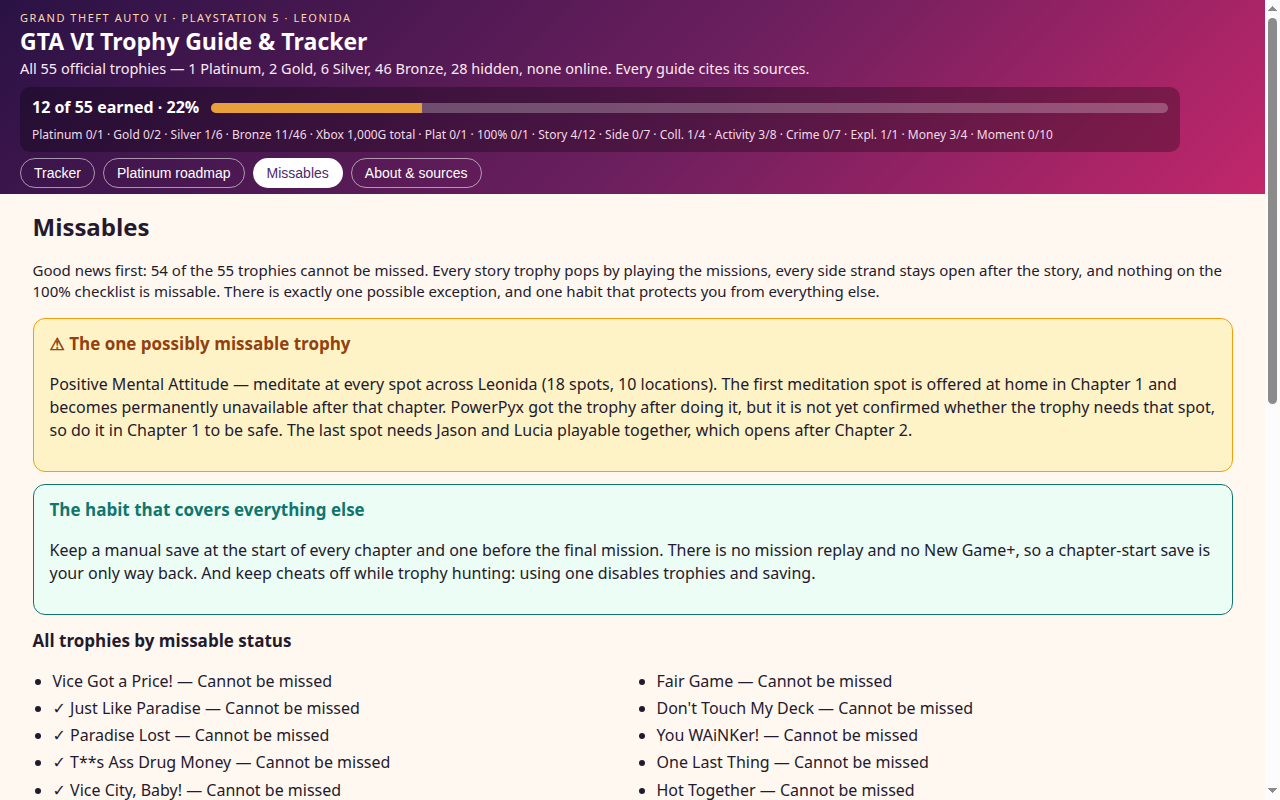 GRAND THEFT AUTO VI · PLAYSTATION 5 · LEONIDA
GTA VI Trophy Guide & Tracker
All 55 official trophies — 1 Platinum, 2 Gold, 6 Silver, 46 Bronze, 28 hidden, none online. Every guide cites its sources.
12 of 55 earned · 22%
Platinum 0/1 · Gold 0/2 · Silver 1/6 · Bronze 11/46 · Xbox 1,000G total · Plat 0/1 · 100% 0/1 · Story 4/12 · Side 0/7 · Coll. 1/4 · Activity 3/8 · Crime 0/7 · Expl. 1/1 · Money 3/4 · Moment 0/10
Tracker
Platinum roadmap
Missables
About & sources
Missables
Good news first: 54 of the 55 trophies cannot be missed. Every story trophy pops by playing the missions, every side strand stays open after the story, and nothing on the
100% checklist is missable. There is exactly one possible exception, and one habit that protects you from everything else.
⚠ The one possibly missable trophy
Positive Mental Attitude — meditate at every spot across Leonida (18 spots, 10 locations). The first meditation spot is offered at home in Chapter 1 and
becomes permanently unavailable after that chapter. PowerPyx got the trophy after doing it, but it is not yet confirmed whether the trophy needs that spot,
so do it in Chapter 1 to be safe. The last spot needs Jason and Lucia playable together, which opens after Chapter 2.
The habit that covers everything else
Keep a manual save at the start of every chapter and one before the final mission. There is no mission replay and no New Game+, so a chapter-start save is
your only way back. And keep cheats off while trophy hunting: using one disables trophies and saving.
All trophies by missable status
• Vice Got a Price! — Cannot be missed
• ✓ Just Like Paradise — Cannot be missed
• ✓ Paradise Lost — Cannot be missed
• ✓ T**s Ass Drug Money — Cannot be missed
• ✓ Vice City, Baby! — Cannot be missed
• Fair Game — Cannot be missed
• Don't Touch My Deck — Cannot be missed
• You WAiNKer! — Cannot be missed
• One Last Thing — Cannot be missed
• Hot Together — Cannot be missed